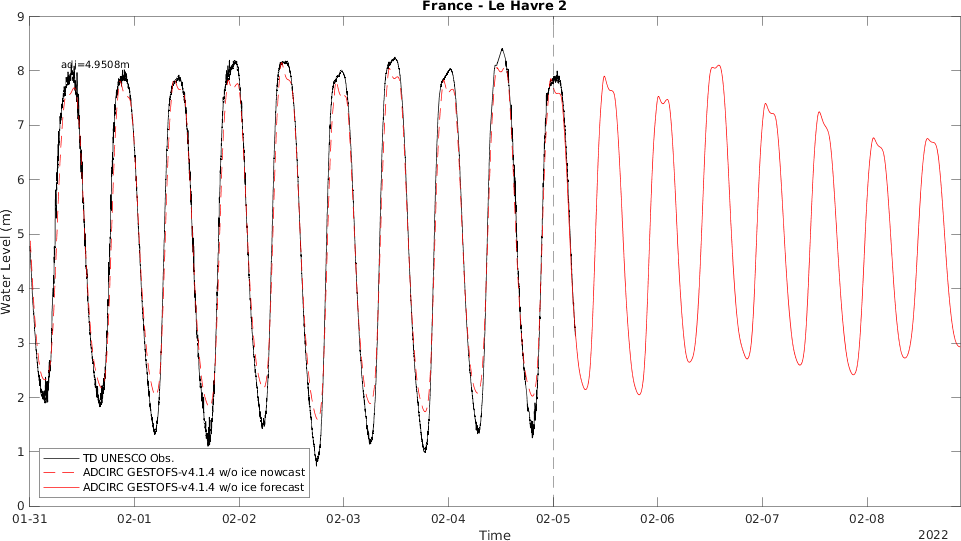 France - Le Havre 2
9
8
7
6
5
4
3
2
1
0
Water Level (m)
adj=4.9508m
TD UNESCO Obs.
ADCIRC GESTOFS-v4.1.4 w/o ice nowcast
ADCIRC GESTOFS-v4.1.4 w/o ice forecast
01-31 02-01 02-02 02-03 02-04 02-05 02-06 02-07 02-08
Time
2022